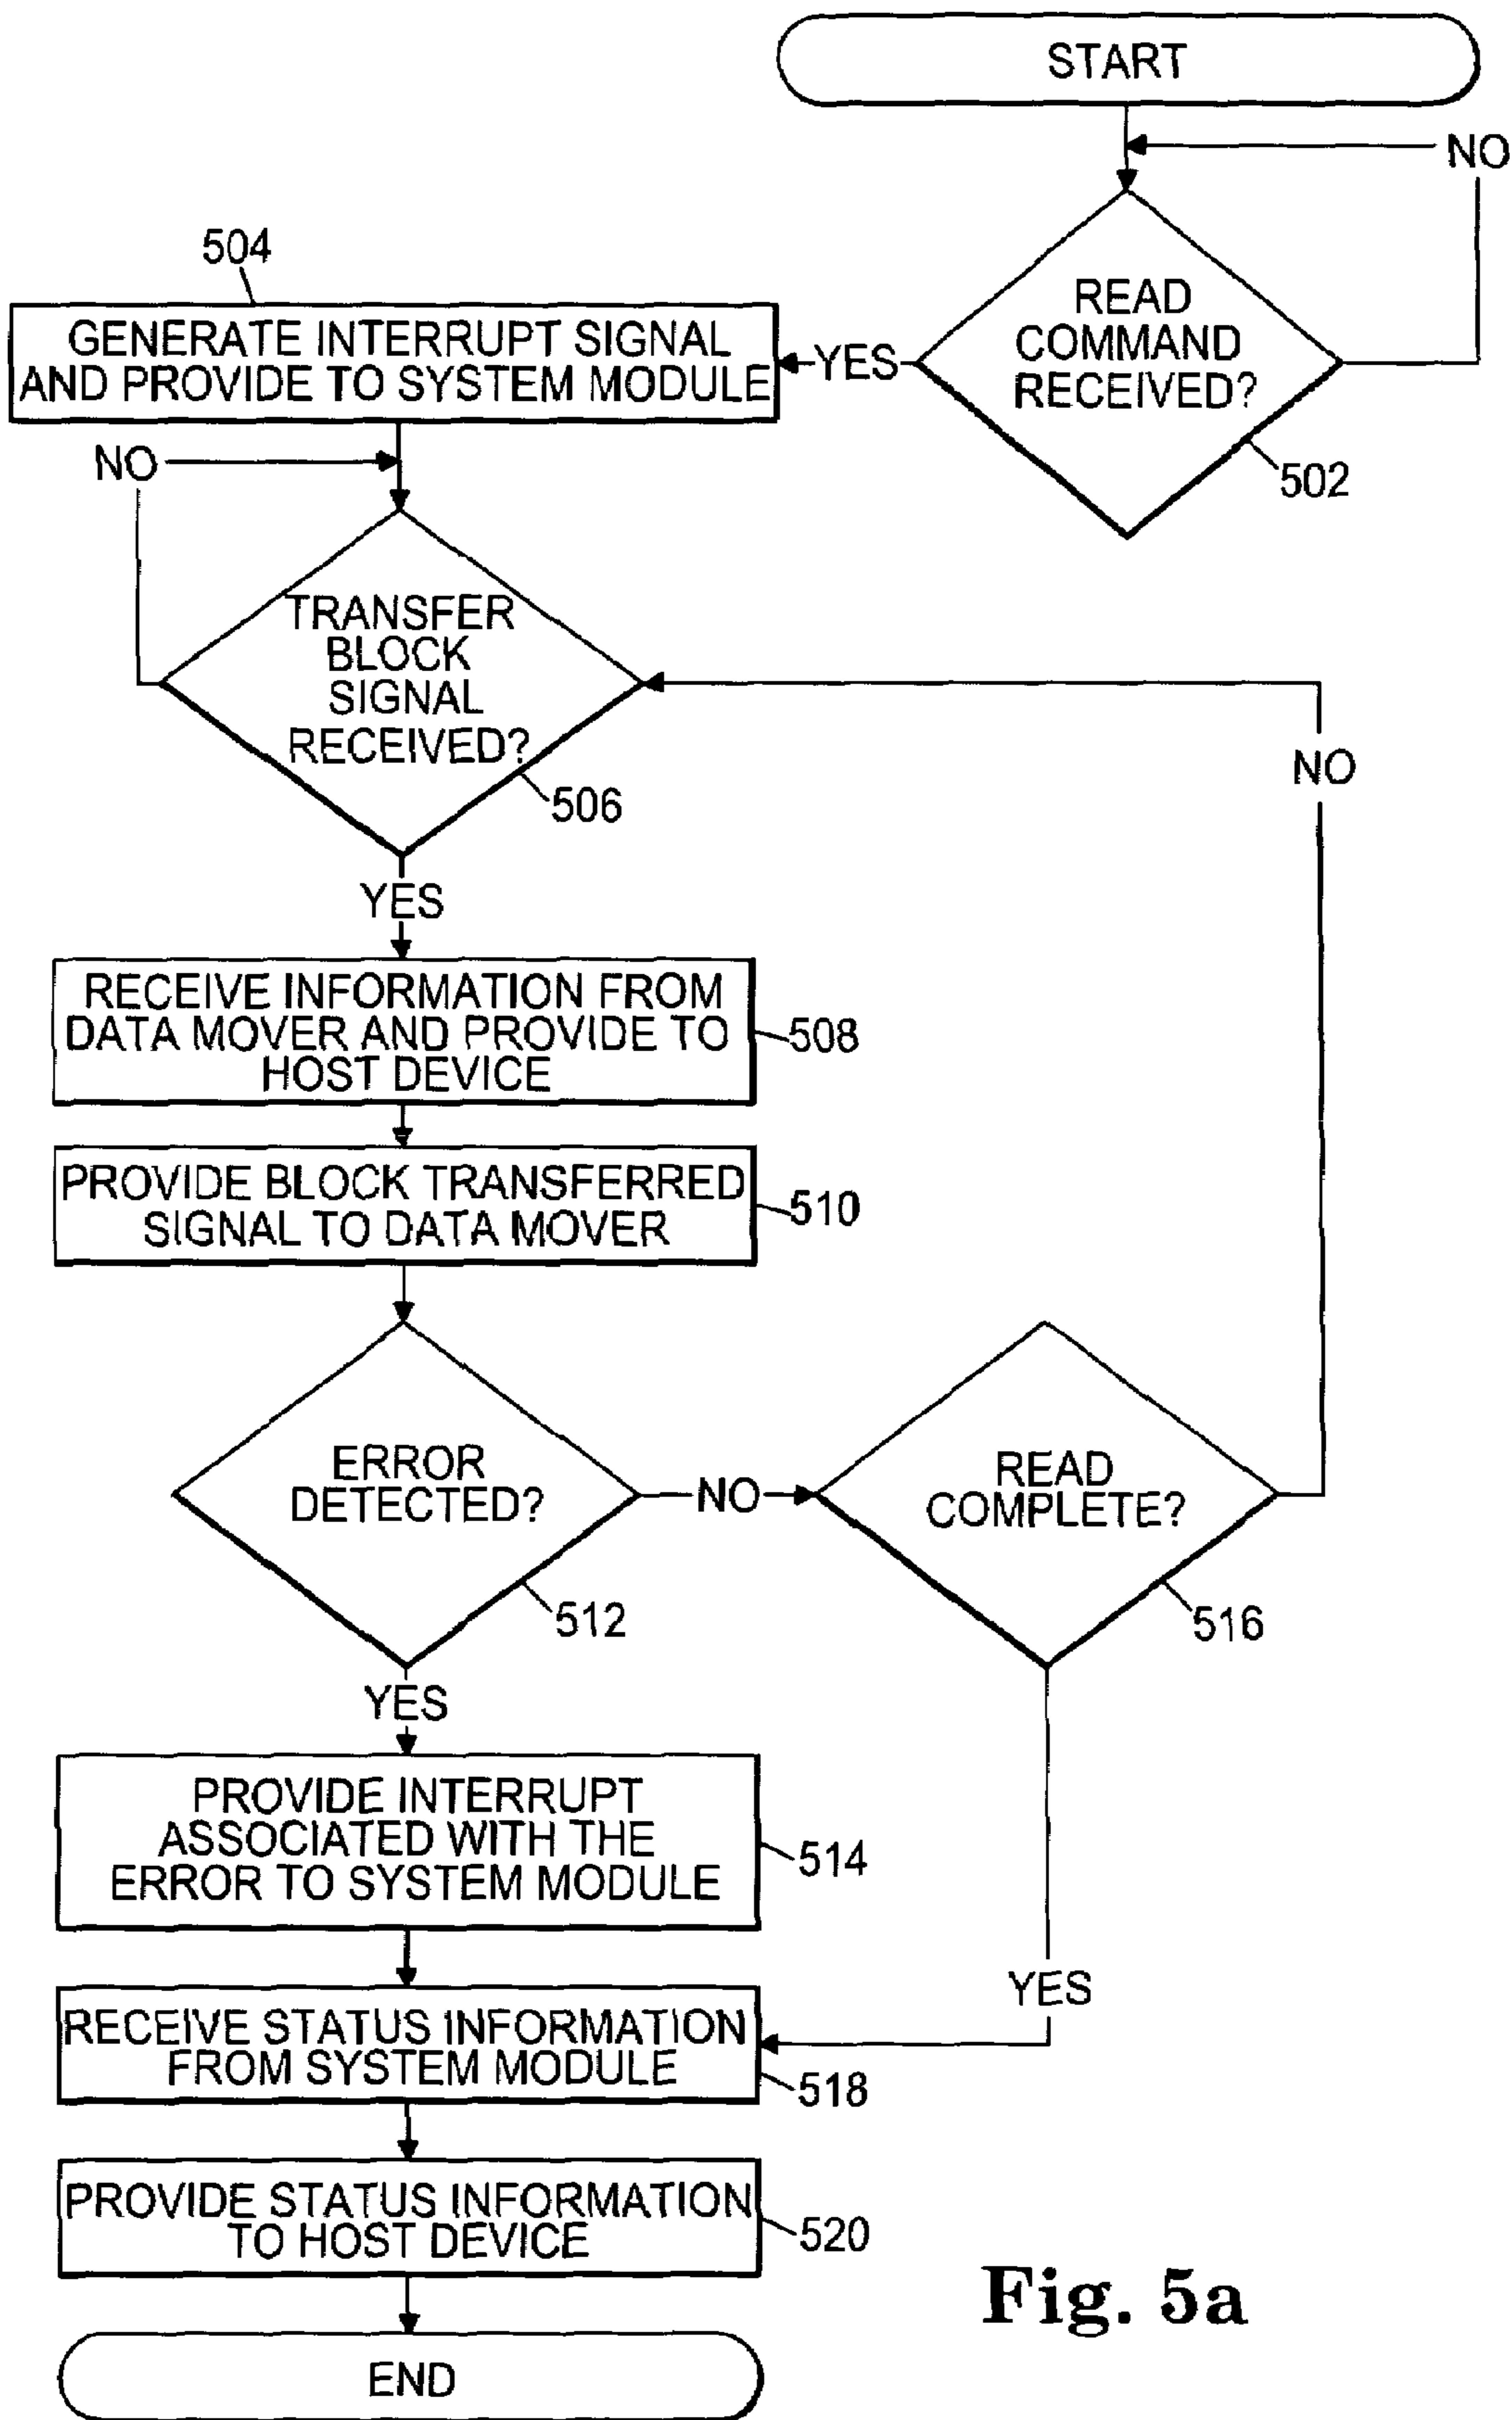 START
NO
READ
COMMAND
RECEIVED?
502
YES
504
GENERATE INTERRUPT SIGNAL
AND PROVIDE TO SYSTEM MODULE
NO
TRANSFER
BLOCK
SIGNAL
RECEIVED?
506
YES
RECEIVE INFORMATION FROM
DATA MOVER AND PROVIDE TO
HOST DEVICE
508
PROVIDE BLOCK TRANSFERRED
SIGNAL TO DATA MOVER
510
ERROR
DETECTED?
512
NO
READ
COMPLETE?
516
NO
YES
PROVIDE INTERRUPT
ASSOCIATED WITH THE
ERROR TO SYSTEM MODULE
514
YES
RECEIVE STATUS INFORMATION
FROM SYSTEM MODULE
518
PROVIDE STATUS INFORMATION
TO HOST DEVICE
520
END
Fig. 5a